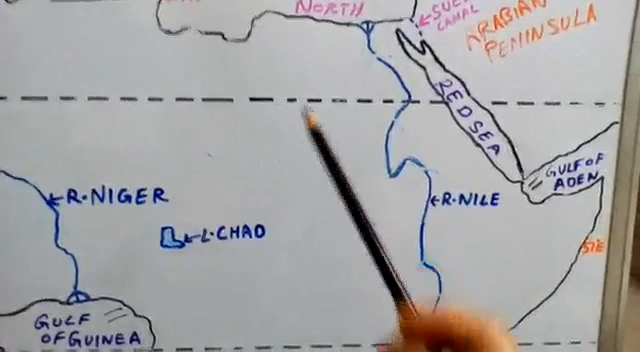 NORTH
SUEZ
CANAL
ARABIAN
PENINSULA
RED SEA
GULF OF
ADEN
R.NIGER
R.NILE
L.CHAD
GULF
OF GUINEA